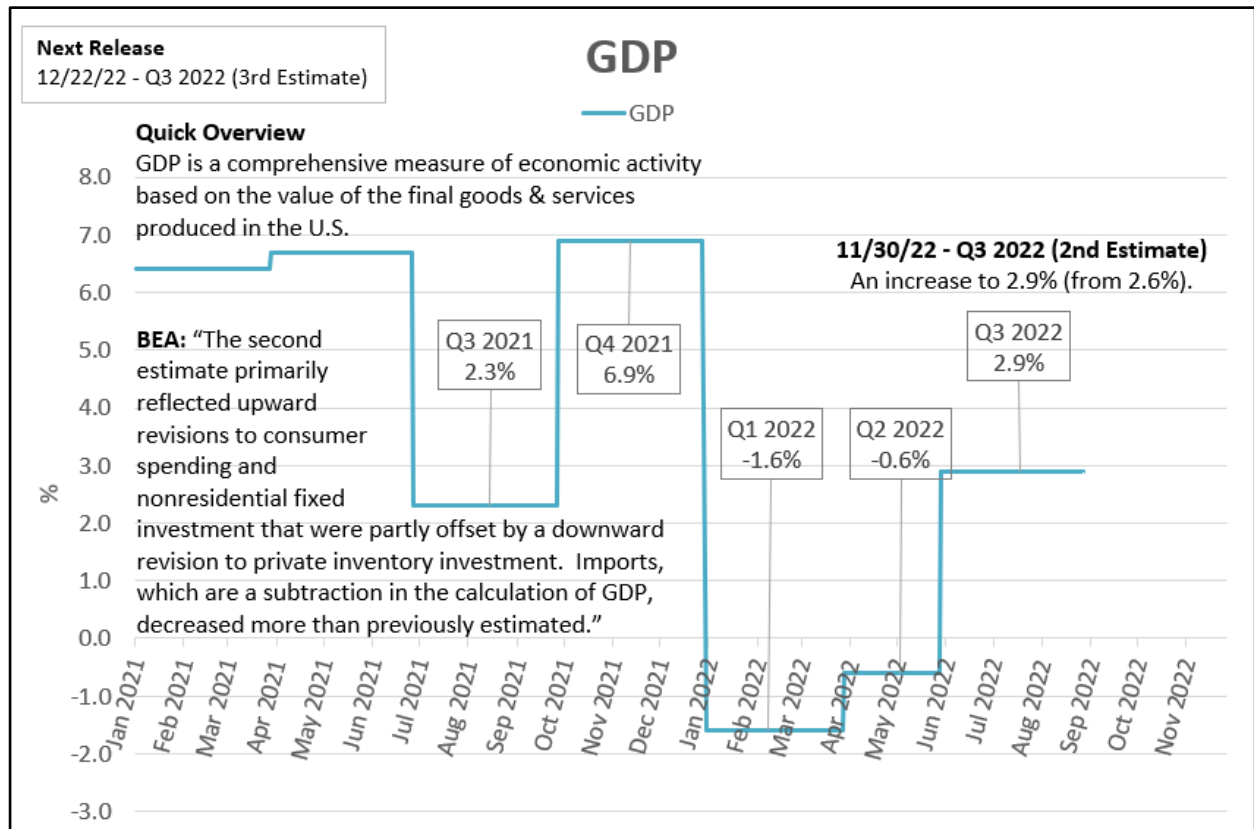 Next Release
12/22/22 - Q3 2022 (3rd Estimate)
GDP
GDP
Quick Overview
GDP is a comprehensive measure of economic activity
based on the value of the final goods & services
produced in the U.S.
11/30/22 - Q3 2022 (2nd Estimate)
An increase to 2.9% (from 2.6%).
BEA: “The second
estimate primarily
reflected upward
revisions to consumer
spending and
nonresidential fixed
investment that were partly offset by a downward
revision to private inventory investment.  Imports,
which are a subtraction in the calculation of GDP,
decreased more than previously estimated.”
Q3 2021
2.3%
Q4 2021
6.9%
Q1 2022
-1.6%
Q2 2022
-0.6%
Q3 2022
2.9%
%
8.0
7.0
6.0
5.0
4.0
3.0
2.0
1.0
0.0
-1.0
-2.0
-3.0
Jan 2021
Feb 2021
Mar 2021
Apr 2021
May 2021
Jun 2021
Jul 2021
Aug 2021
Sep 2021
Oct 2021
Nov 2021
Dec 2021
Jan 2022
Feb 2022
Mar 2022
Apr 2022
May 2022
Jun 2022
Jul 2022
Aug 2022
Sep 2022
Oct 2022
Nov 2022